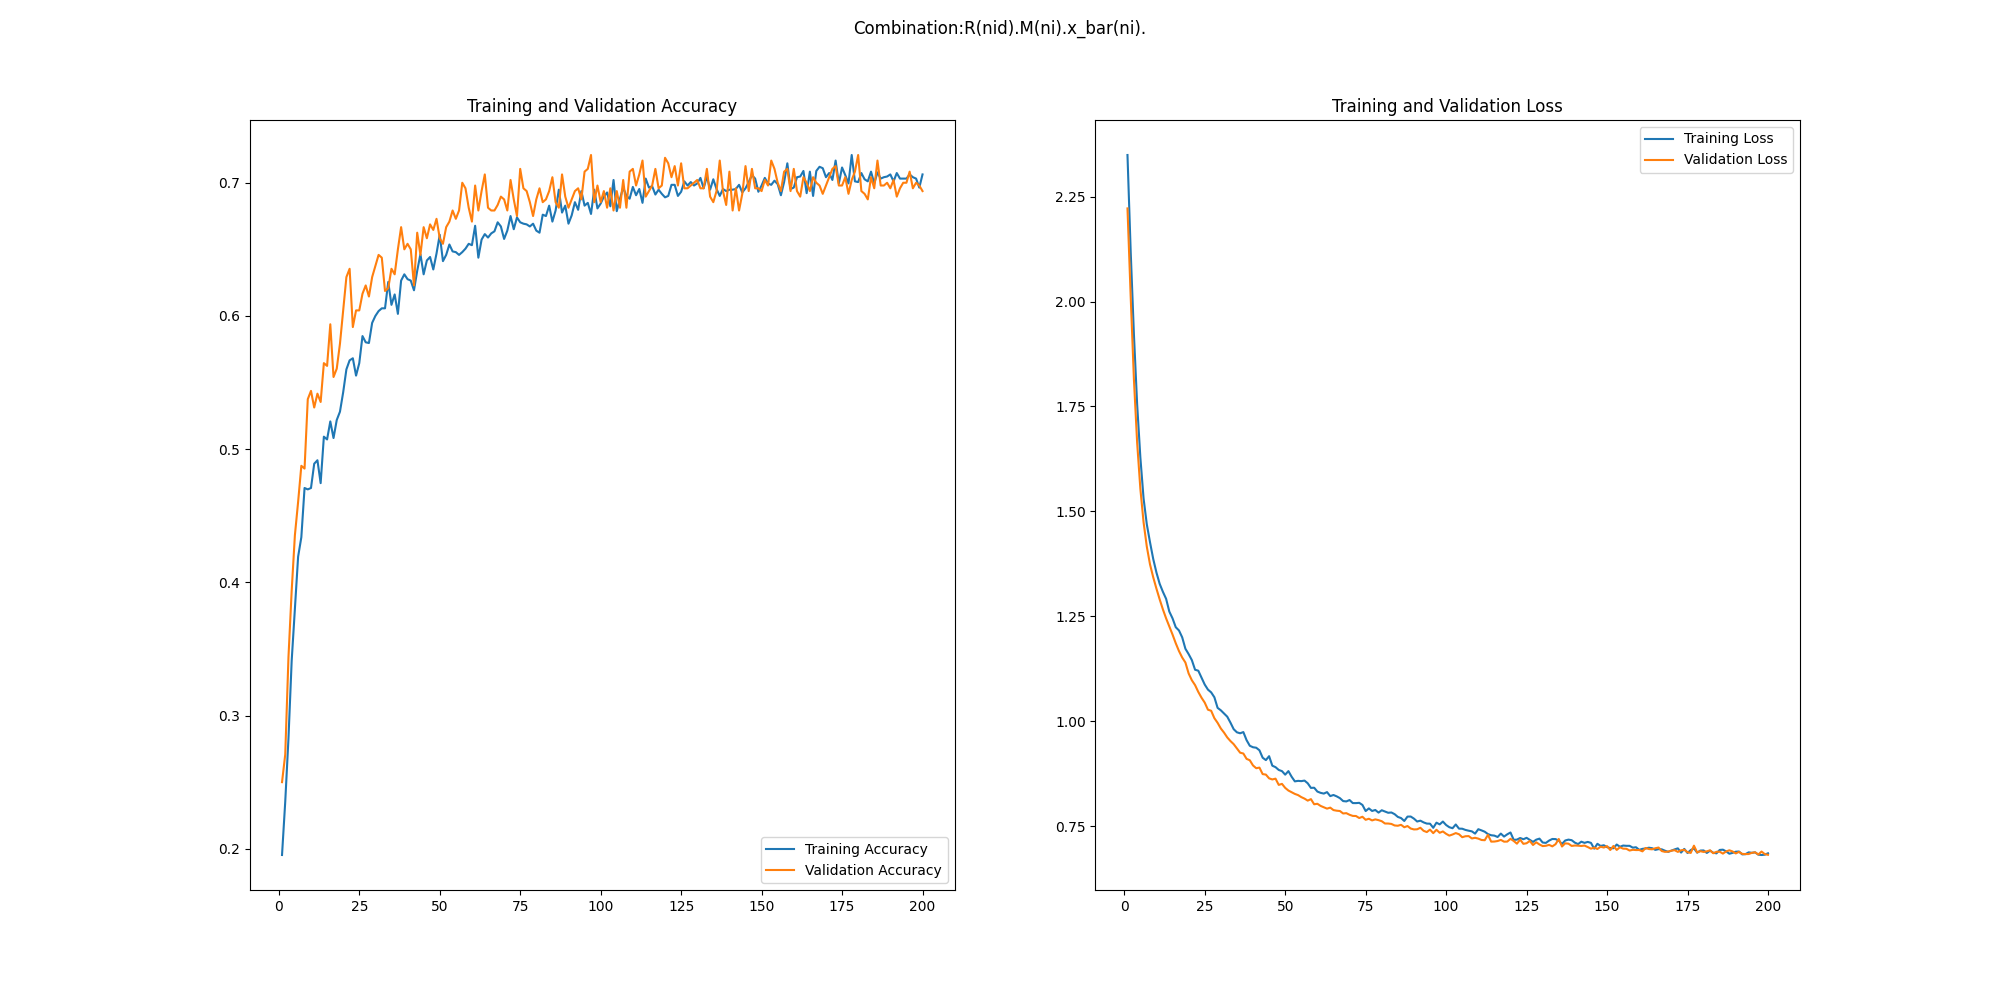 Combination:R(nid).M(ni).x_bar(ni).
Training and Validation Accuracy
0.7
0.6
0.5
0.4
0.3
0.2
0 25 50 75 100 125 150 175 200
Training Accuracy
Validation Accuracy
Training and Validation Loss
2.25
2.00
1.75
1.50
1.25
1.00
0.75
0 25 50 75 100 125 150 175 200
Training Loss
Validation Loss